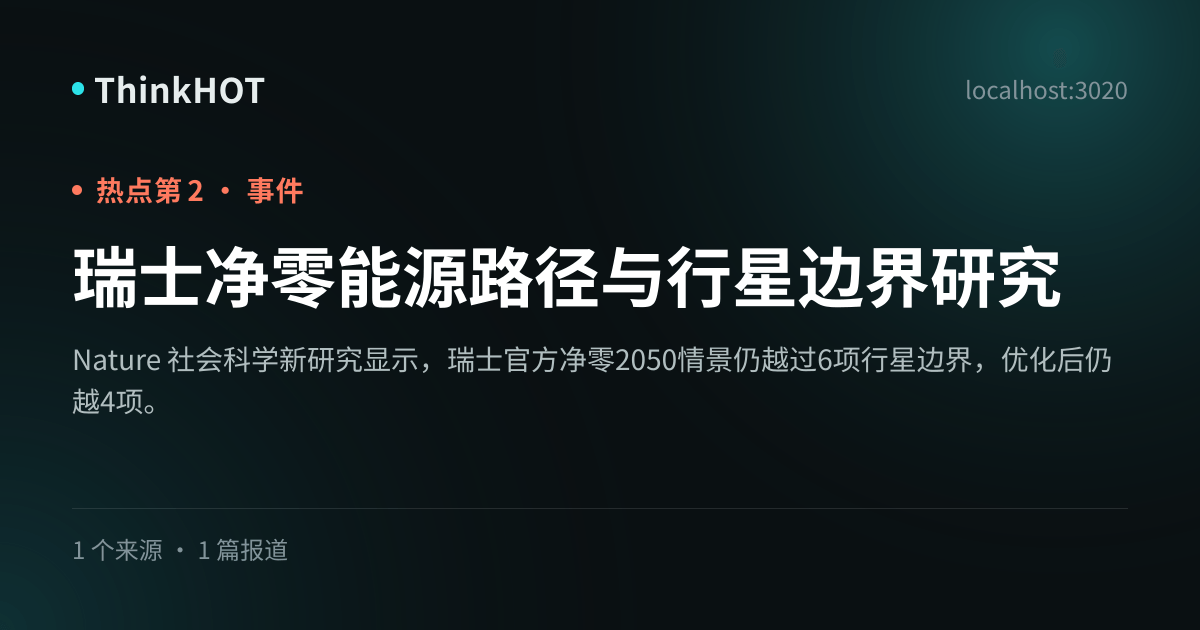 ThinkHOT
localhost:3020
热点第 2 · 事件
瑞士净零能源路径与行星边界研究
Nature 社会科学新研究显示，瑞士官方净零2050情景仍越过6项行星边界，优化后仍
越4项。
1 个来源 · 1 篇报道